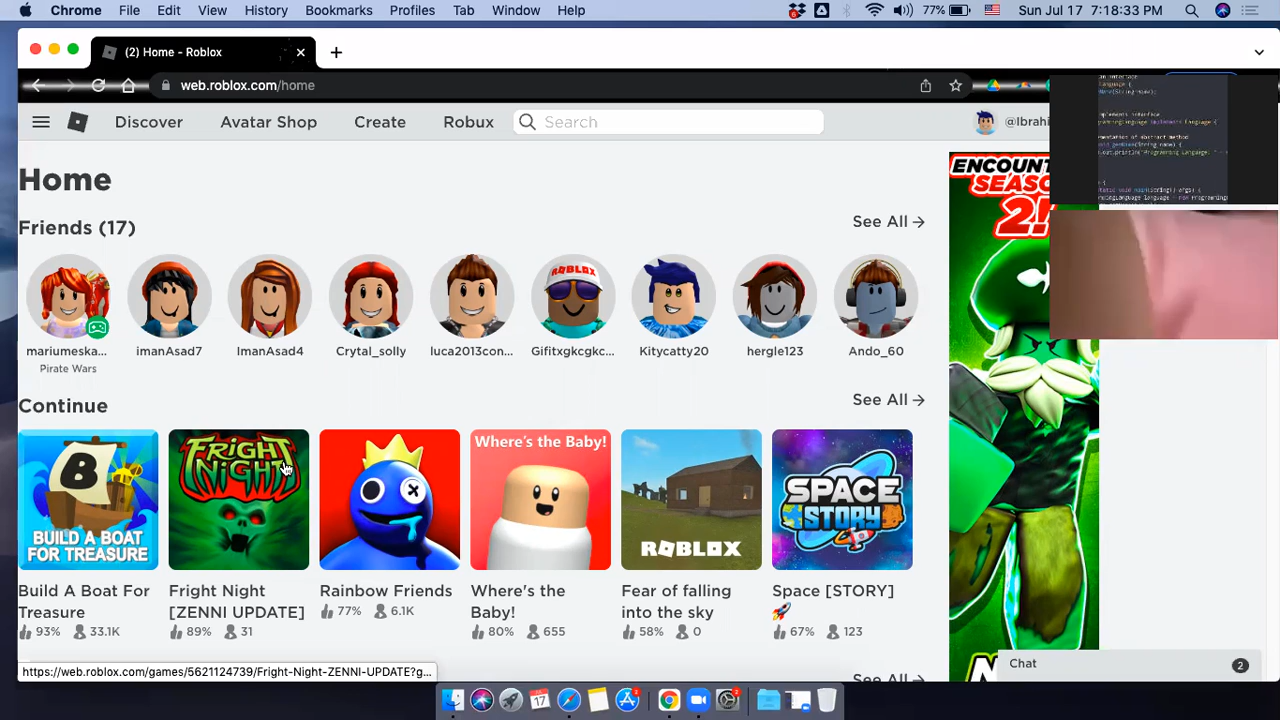 Chrome File Edit View History Bookmarks Profiles Tab Window Help 77% Sun Jul 17 7:18:33 PM
(2) Home - Roblox
web.roblox.com/home
Discover Avatar Shop Create Robux Search @Ibrahi
Home
Friends (17) See All →
mariumeska... imanAsad7 ImanAsad4 Crytal_solly luca2013con... Gifitxgkcgkc... Kitycatty20 hergle123 Ando_60
Pirate Wars
Continue See All →
B
BUILD A BOAT
FOR TREASURE
FRIGHT
NIGHT
Where's the Baby!
ROBLOX
SPACE
STORY
Build A Boat For
Treasure
93% 33.1K
Fright Night
[ZENNI UPDATE]
89% 31
Rainbow Friends
77% 6.1K
Where's the
Baby!
80% 655
Fear of falling
into the sky
58% 0
Space [STORY]
🚀
67% 123
See All →
https://web.roblox.com/games/5621124739/Fright-Night-ZENNI-UPDATE?g...
ENCOUNT
SEASO
2!
Chat 2
17